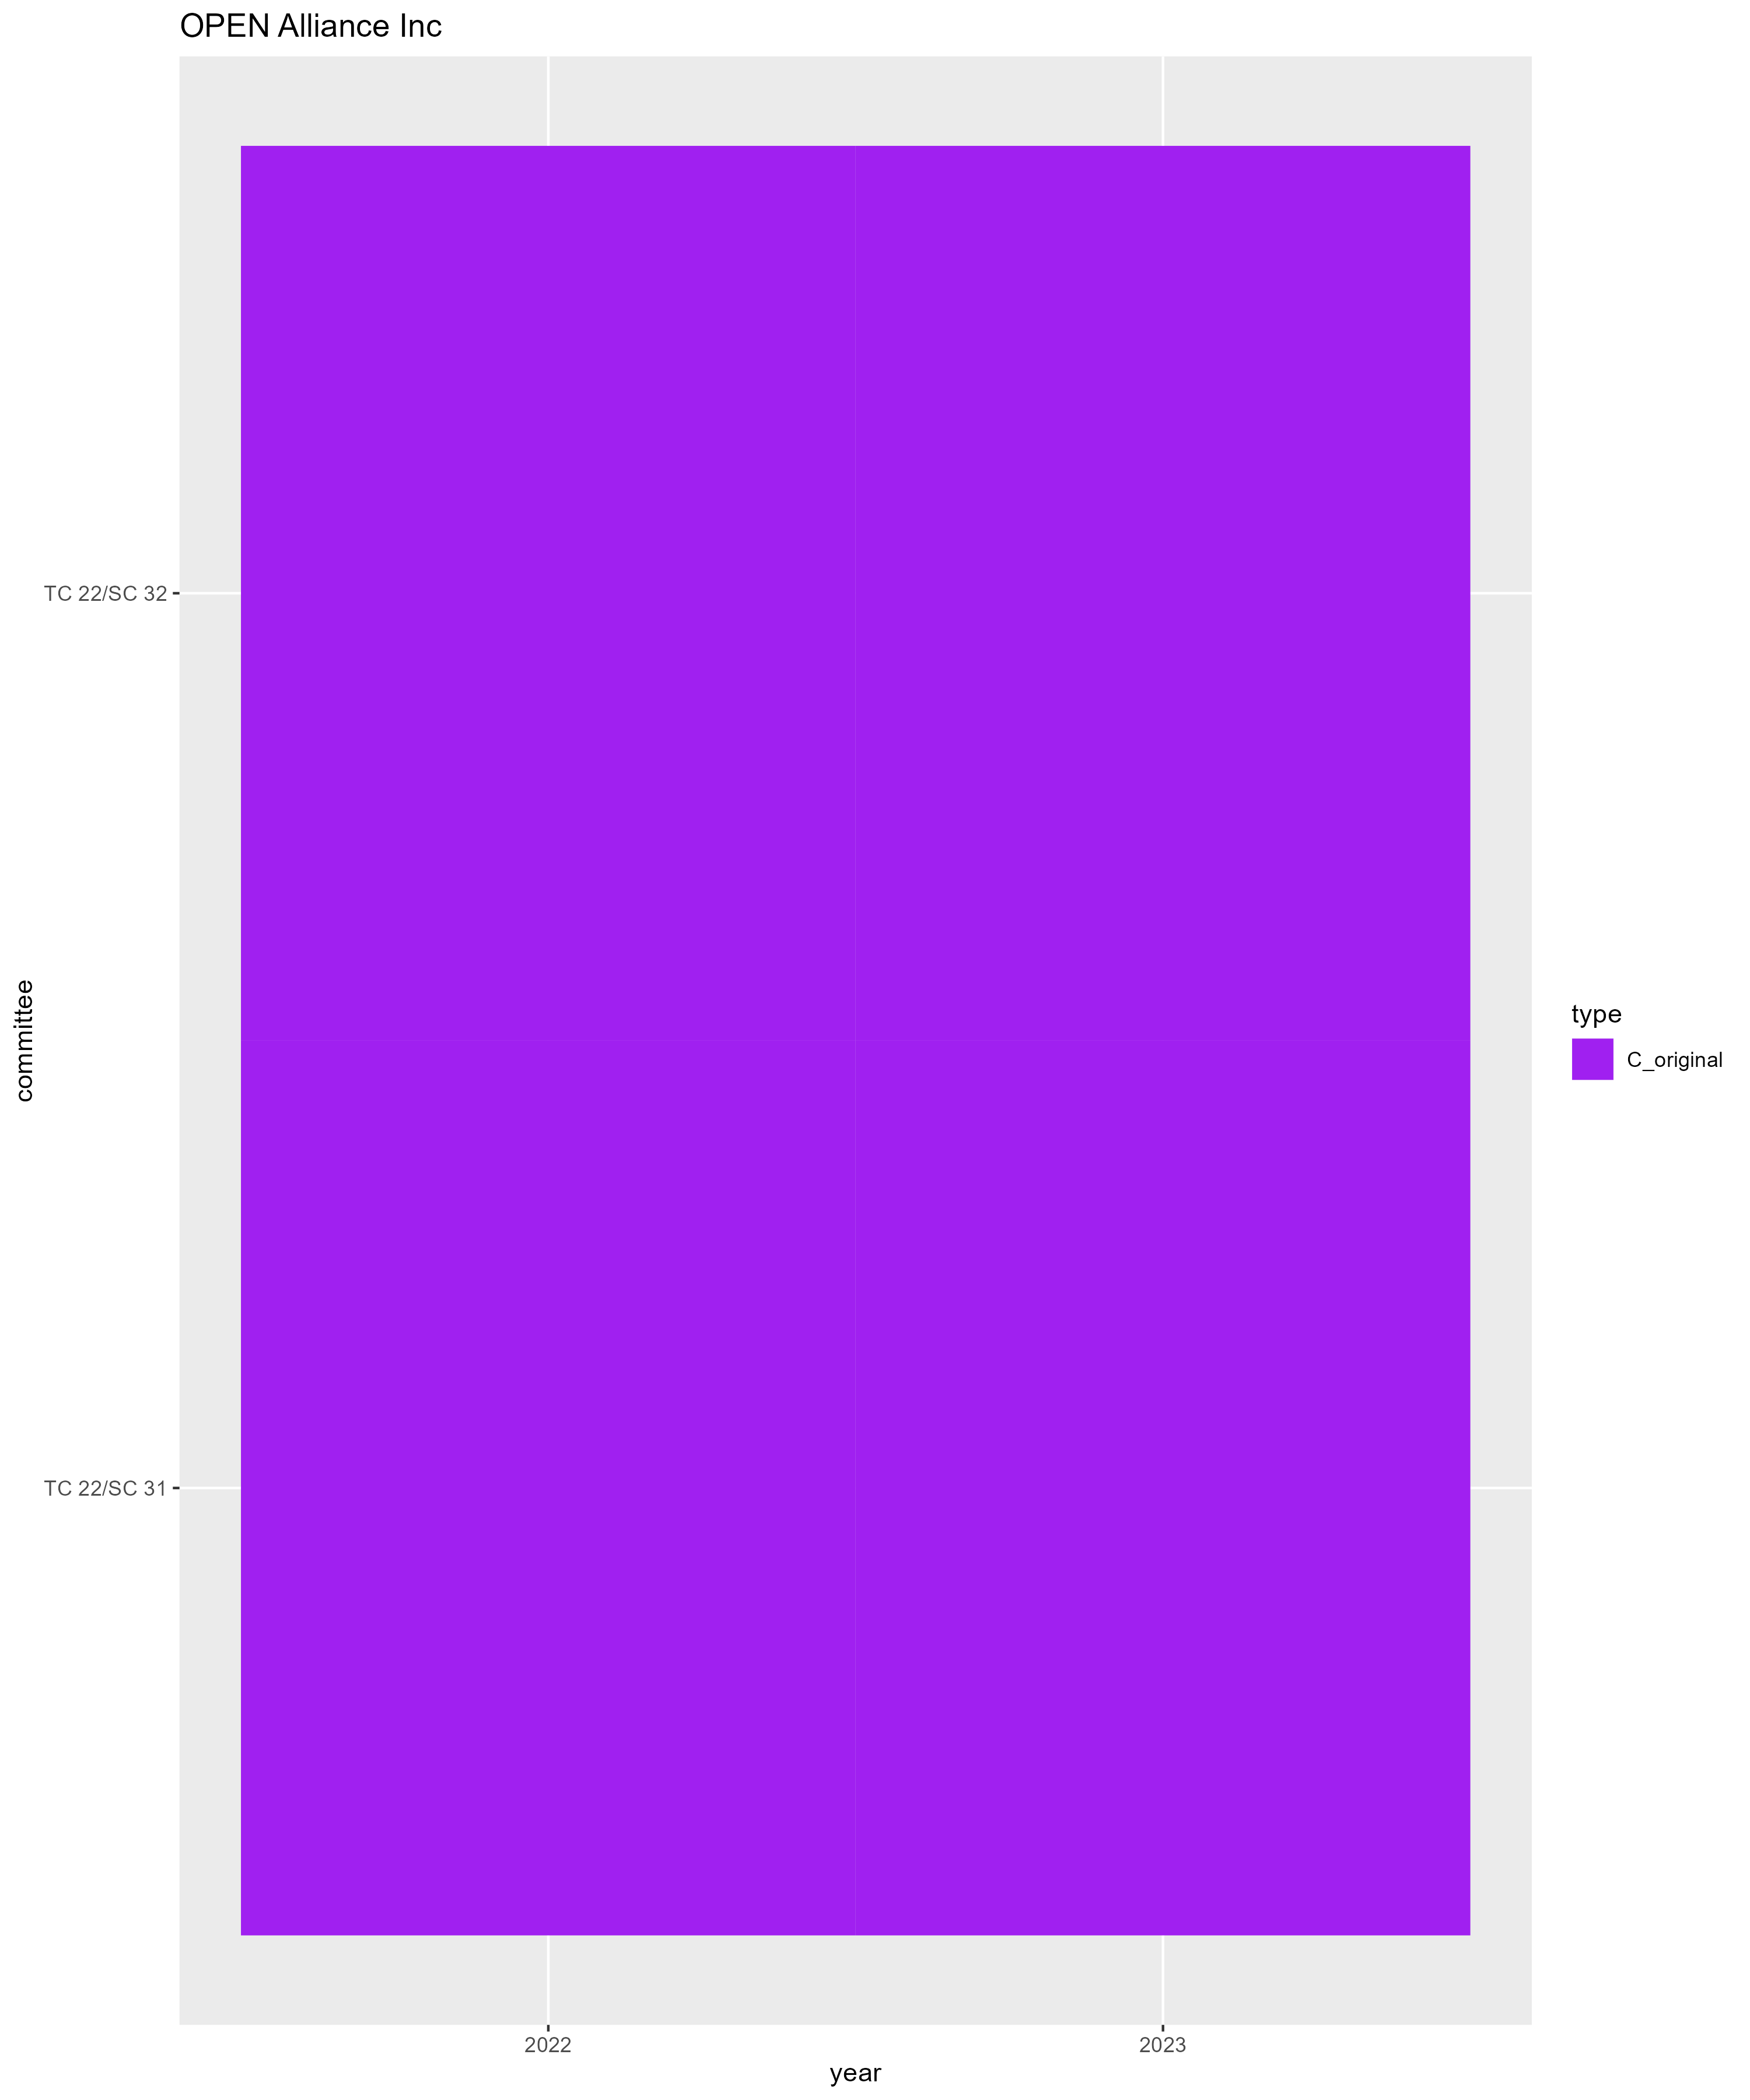 OPEN Alliance Inc
TC 22/SC 32
committee
TC 22/SC 31
type
C_original
2022
2023
year